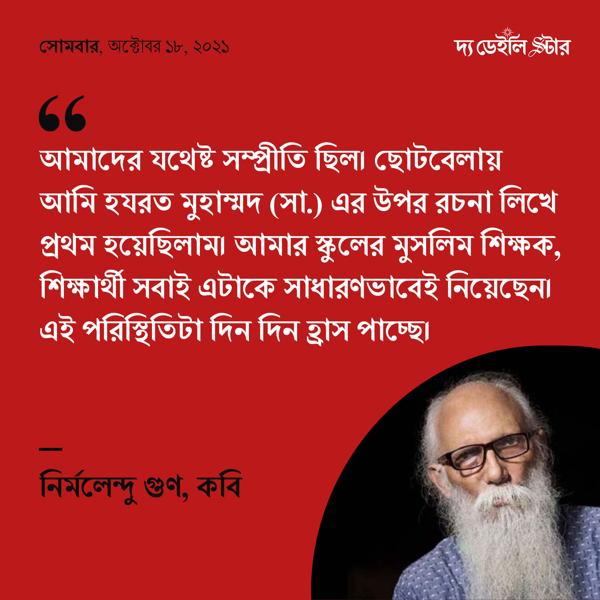 সোমবার, অক্টোবর ১৮, ২০২১
দ্য ডেইলি স্টার
“
আমাদের যথেষ্ট সম্প্রীতি ছিল। ছোটবেলায়
আমি হযরত মুহাম্মদ (সা.) এর উপর রচনা লিখে
প্রথম হয়েছিলাম। আমার স্কুলের মুসলিম শিক্ষক,
শিক্ষার্থী সবাই এটাকে সাধারণভাবেই নিয়েছেন।
এই পরিস্থিতিটা দিন দিন হ্রাস পাচ্ছে।
—
নির্মলেন্দু গুণ, কবি